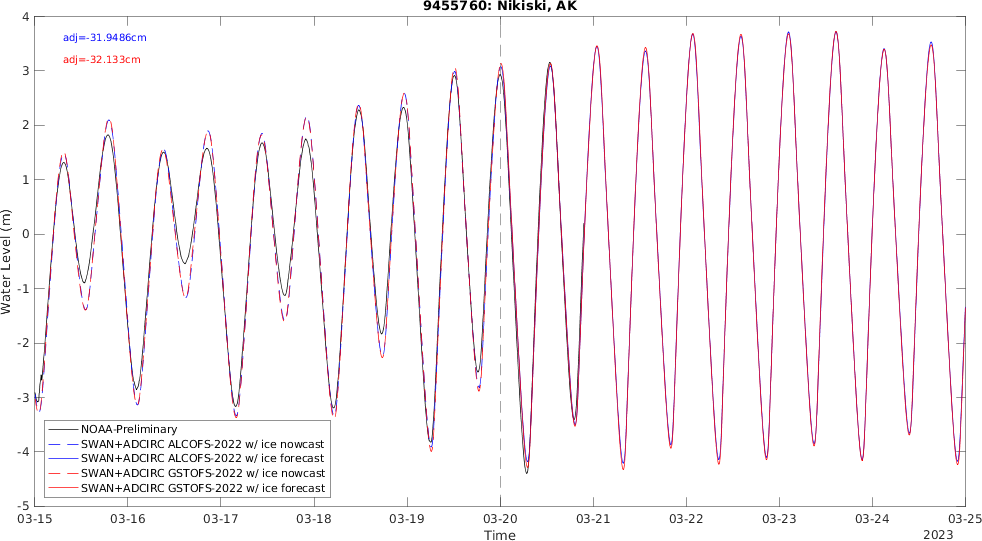 9455760: Nikiski, AK
adj=-31.9486cm
adj=-32.133cm
4
3
2
1
0
-1
-2
-3
-4
-5
Water Level (m)
NOAA-Preliminary
SWAN+ADCIRC ALCOFS-2022 w/ ice nowcast
SWAN+ADCIRC ALCOFS-2022 w/ ice forecast
SWAN+ADCIRC GSTOFS-2022 w/ ice nowcast
SWAN+ADCIRC GSTOFS-2022 w/ ice forecast
03-15 03-16 03-17 03-18 03-19 03-20 03-21 03-22 03-23 03-24 03-25
Time
2023